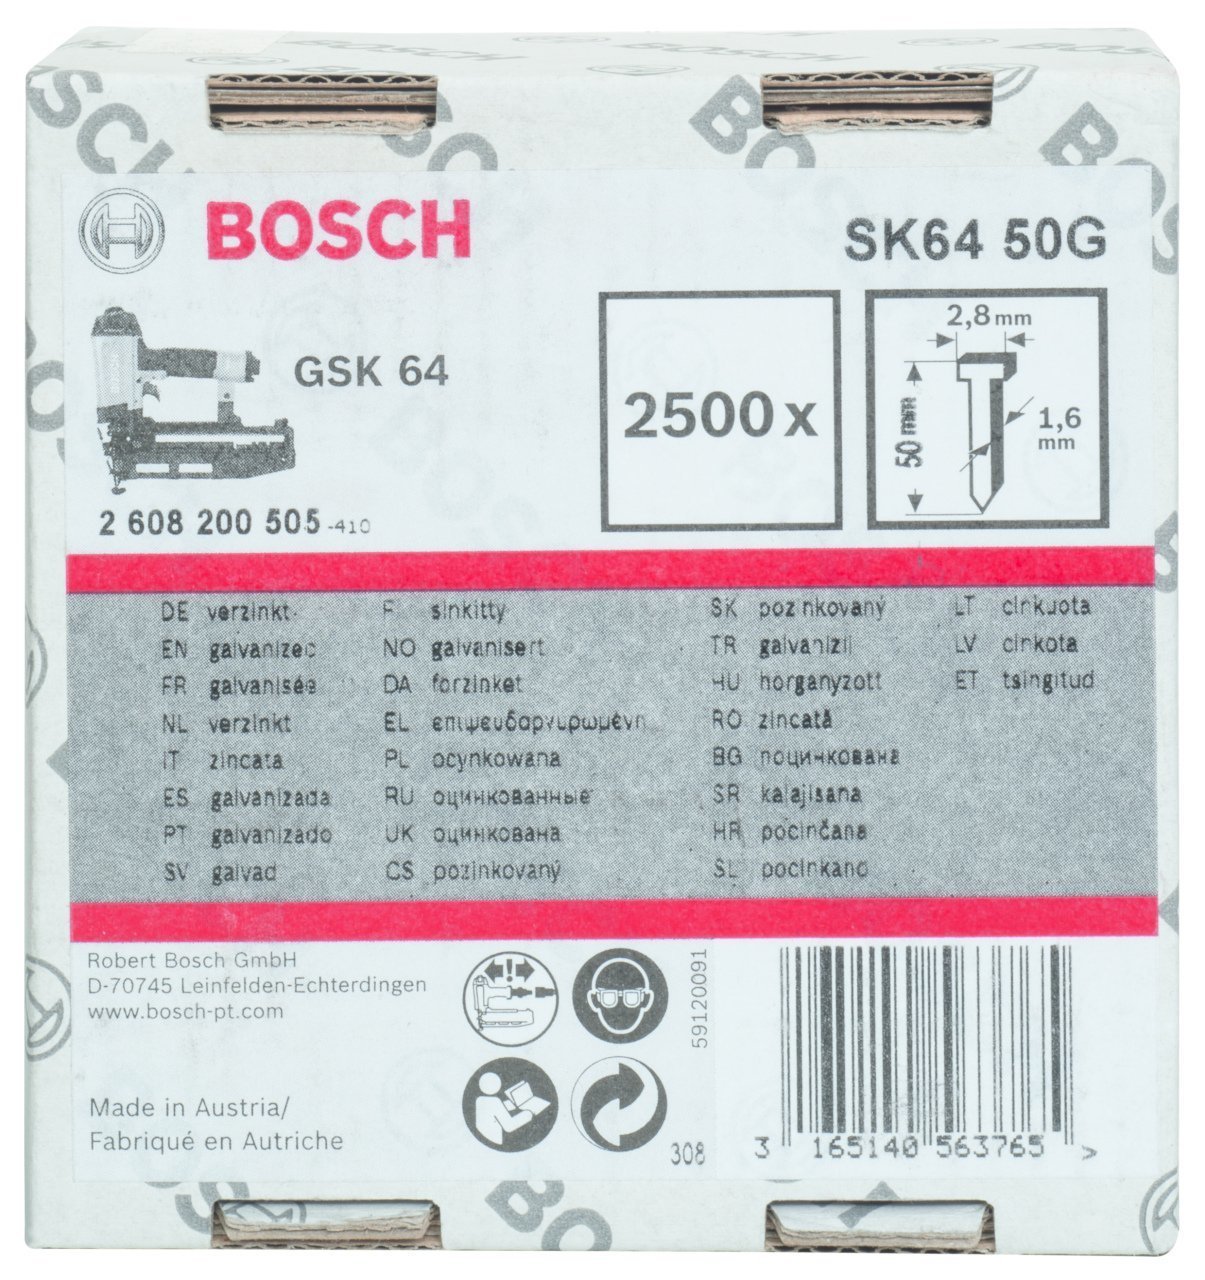 BOSCH
SK64 50G
GSK 64
2500 x
2,8 mm
50 mm
1,6
mm
2 608 200 505 -410
DE verzinkt
EN galvanized
FR galvanisée
NL verzinkt
IT zincata
ES galvanizada
PT galvanizado
SV galvad
FI sinkitty
NO galvanisert
DA forzinket
EL επιψευδαργυρωμένη
PL ocynkowana
RU оцинкованные
UK оцинкована
CS pozinkovaný
SK pozinkovaný
TR galvanizli
HU horganyzott
RO zincată
BG поцинкована
SR kalajisana
HR pocinčana
SL pocinkano
LT cinkuota
LV cinkota
ET tsingitud
Robert Bosch GmbH
D-70745 Leinfelden-Echterdingen
www.bosch-pt.com
Made in Austria/
Fabriqué en Autriche
59120091
308
3 165140 563765 >